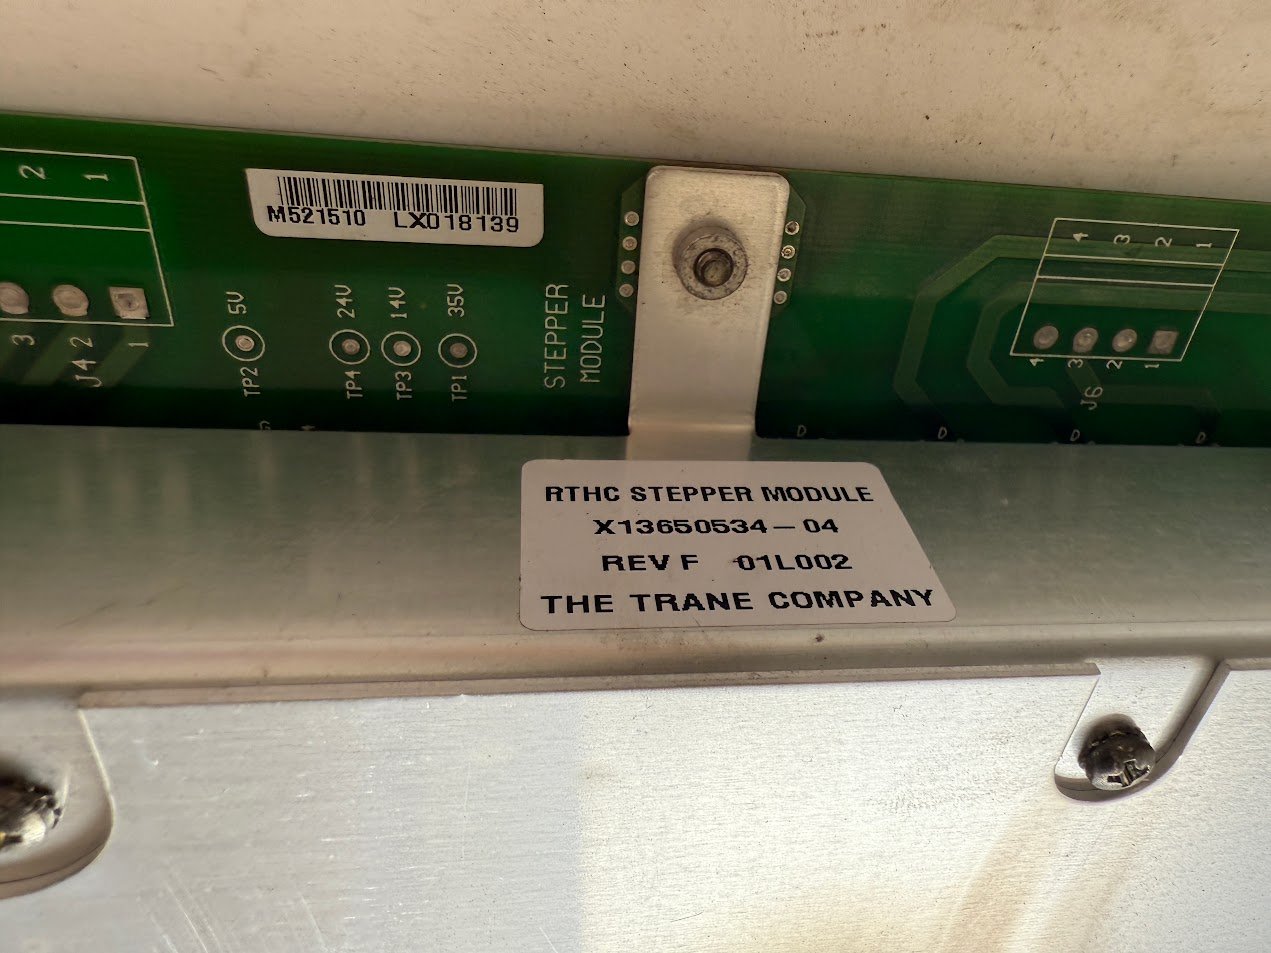 2 1
M521510 LX018139
3 2 1
J4
5V
TP2
24V
TP4
14V
TP3
35V
TP1
STEPPER
MODULE
4 3 2 1
4 3 2 1
J6
D D D D
RTHC STEPPER MODULE
X13650534-04
REV F 01L002
THE TRANE COMPANY